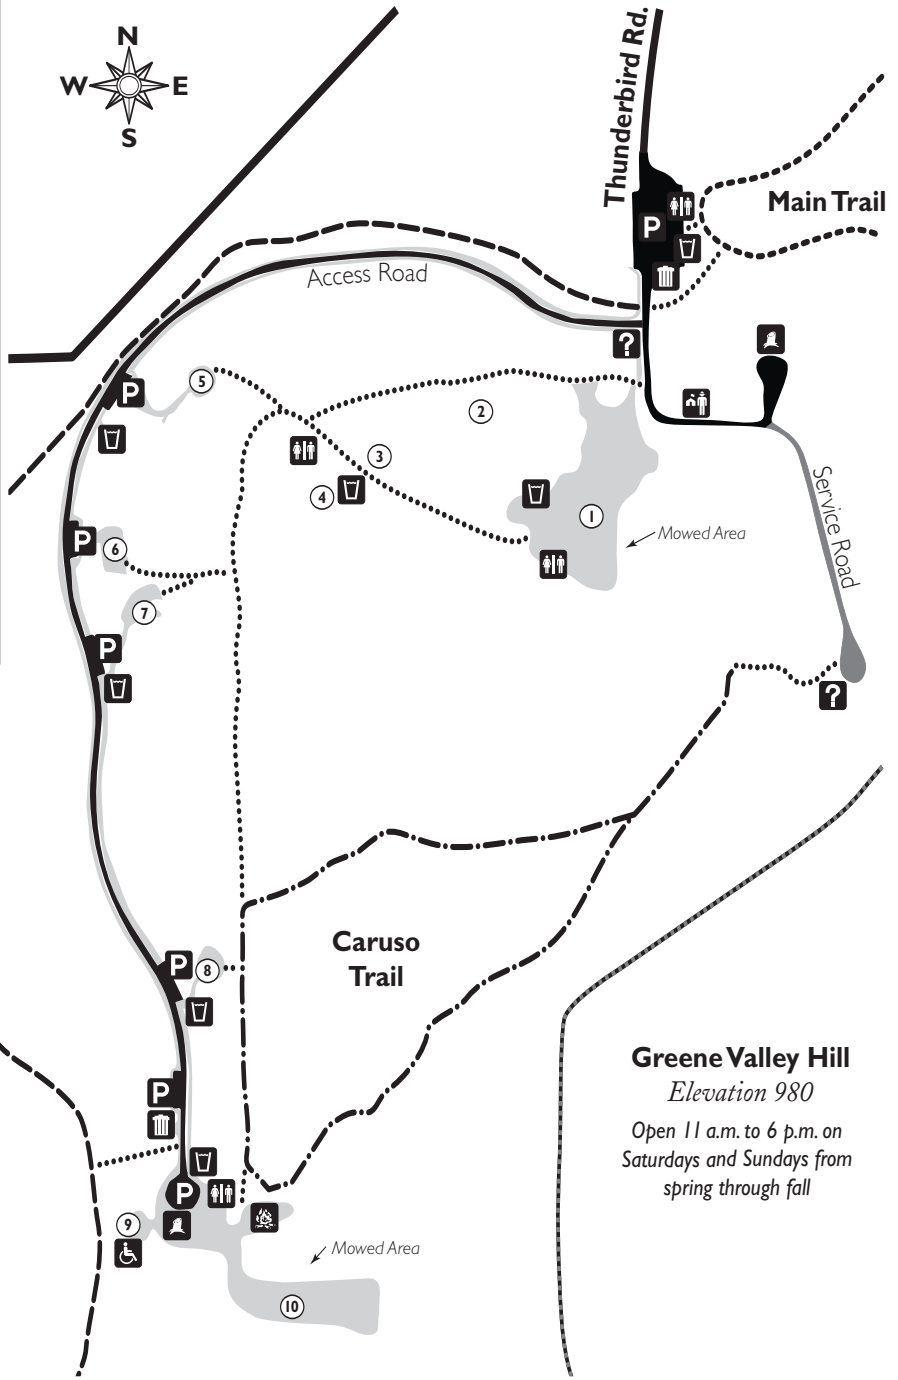 N
W E
S
Thunderbird Rd.
Main Trail
P
Access Road
?
P
5
2
3
4
1
Mowed Area
Service Road
P
6
7
P
?
Caruso
Trail
P
8
Greene Valley Hill
Elevation 980
Open 11 a.m. to 6 p.m. on
Saturdays and Sundays from
spring through fall
P
P
9
Mowed Area
10